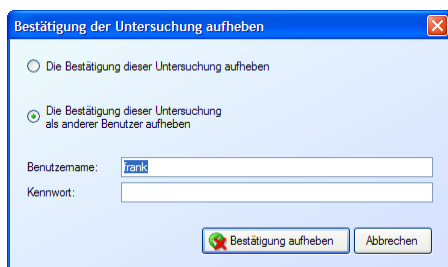 Bestätigung der Untersuchung aufheben
Die Bestätigung dieser Untersuchung aufheben
Die Bestätigung dieser Untersuchung
als anderer Benutzer aufheben
Benutzername: frank
Kennwort:
Bestätigung aufheben Abbrechen